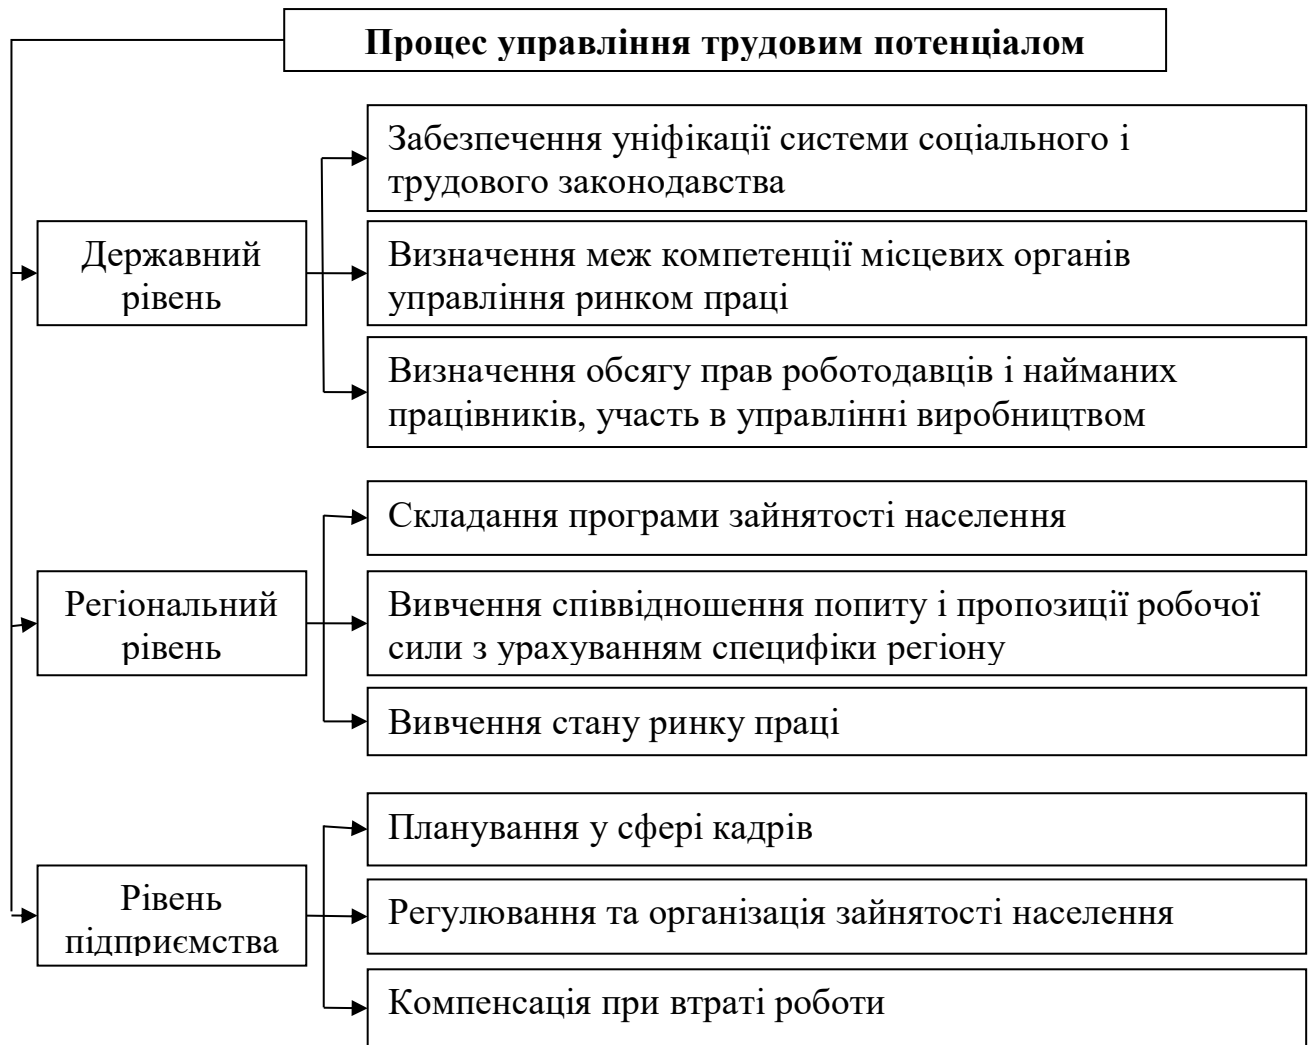 Процес управління трудовим потенціалом
Державний
рівень
Забезпечення уніфікації системи соціального і
трудового законодавства
Визначення меж компетенції місцевих органів
управління ринком праці
Визначення обсягу прав роботодавців і найманих
працівників, участь в управлінні виробництвом
Регіональний
рівень
Складання програми зайнятості населення
Вивчення співвідношення попиту і пропозиції робочої
сили з урахуванням специфіки регіону
Вивчення стану ринку праці
Рівень
підприємства
Планування у сфері кадрів
Регулювання та організація зайнятості населення
Компенсація при втраті роботи